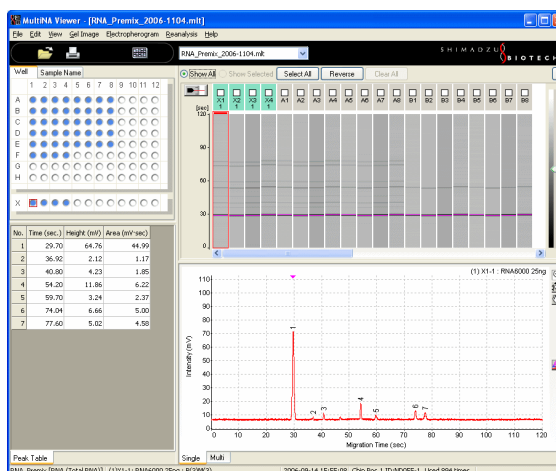 MultiNA Viewer - [RNA_Premix_2006-1104.mlt]
File Edit View Gel Image Electropherogram Reanalysis Help
RNA_Premix_2006-1104.mlt
SHIMADZU BIOTECH
Well Sample Name
Show All Show Selected Select All Reverse Clear All
1 2 3 4 5 6 7 8 9 10 11 12
A
B
C
D
E
F
G
H
X
X1 X2 X3 X4 A1 A2 A3 A4 A5 A6 A7 A8 B1 B2 B3 B4 B5 B6 B7 B8
1 1 1 1
[sec]
120
90
60
30
0
No. Time (sec.) Height (mV) Area (mV·sec)
1 29.70 64.76 44.99
2 36.92 2.12 1.17
3 40.80 4.23 1.85
4 54.20 11.86 6.22
5 59.70 3.24 2.37
6 74.04 6.66 5.00
7 77.60 5.02 4.58
Peak Table
(1) X1-1 : RNA6000 25ng
Intensity (mV)
110
100
90
80
70
60
50
40
30
20
10
0
1 2 3 4 5 6 7
0 10 20 30 40 50 60 70 80 90 100 110 120
Migration Time (sec)
Single Multi